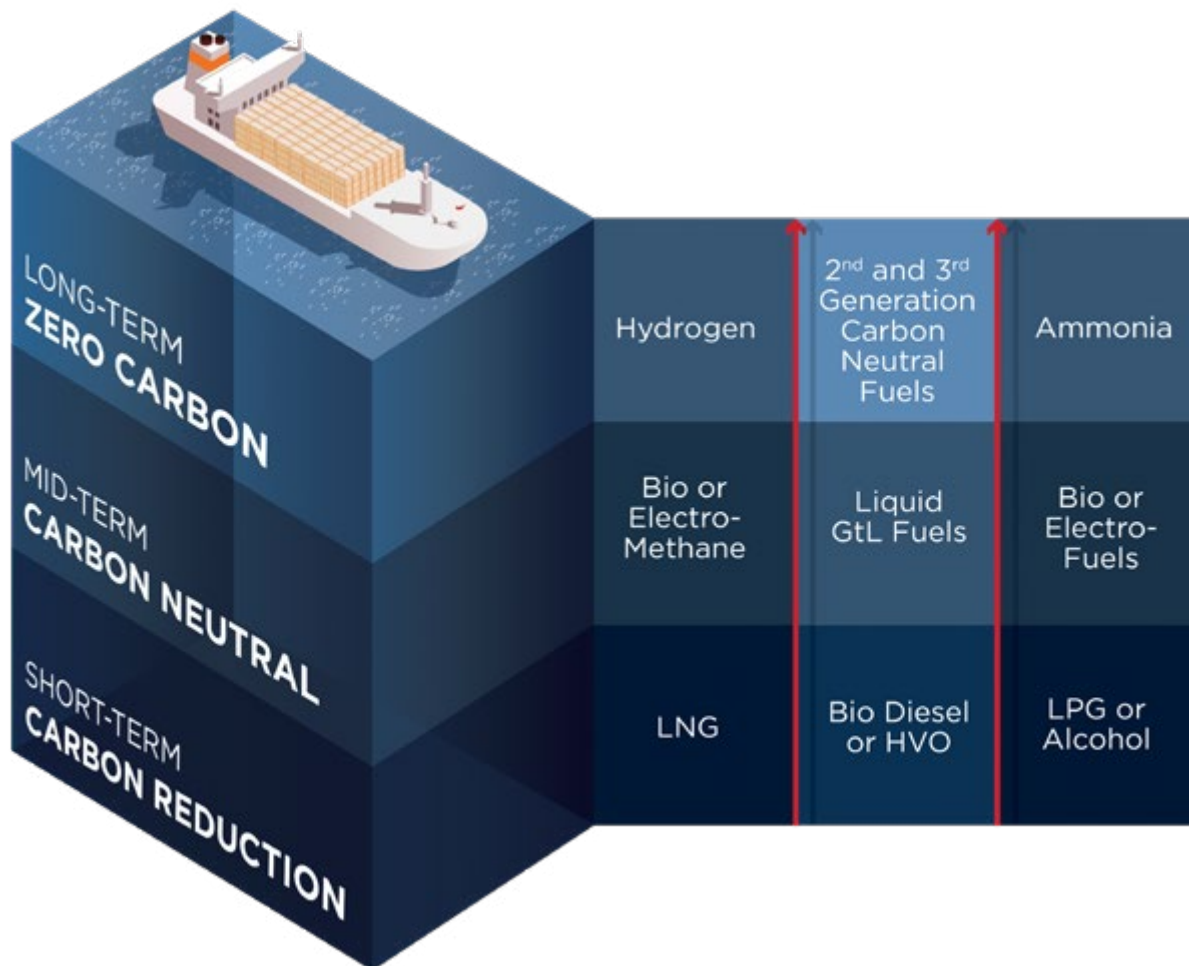 LONG-TERM
ZERO CARBON
MID-TERM
CARBON NEUTRAL
SHORT-TERM
CARBON REDUCTION
Hydrogen
2nd and 3rd
Generation
Carbon
Neutral
Fuels
Ammonia
Bio or
Electro-
Methane
Liquid
GtL Fuels
Bio or
Electro-
Fuels
LNG
Bio Diesel
or HVO
LPG or
Alcohol